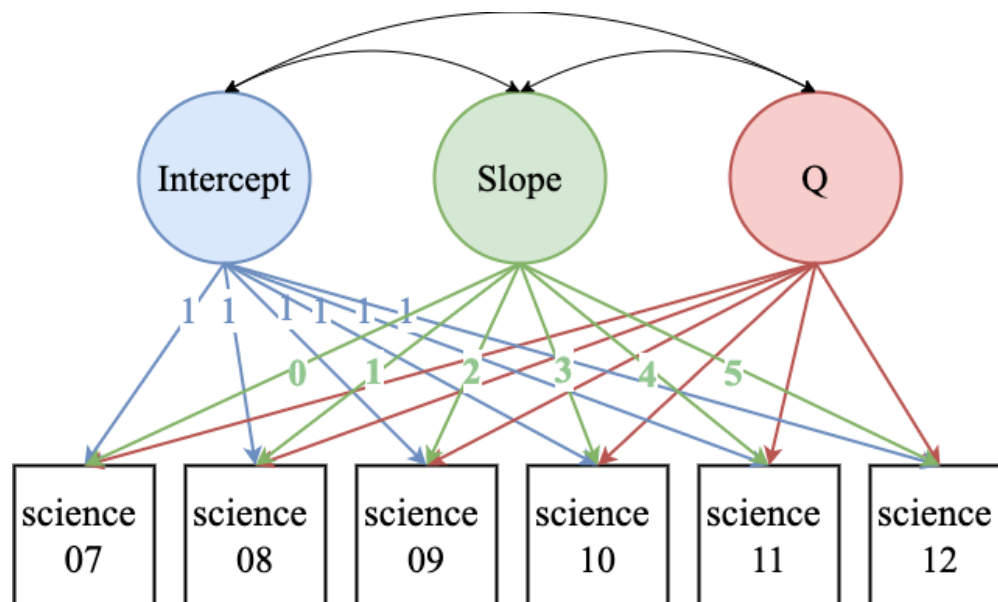 Intercept Slope Q
1 1 1 1 1 1
0 1 2 3 4 5
science science science science science science
07 08 09 10 11 12